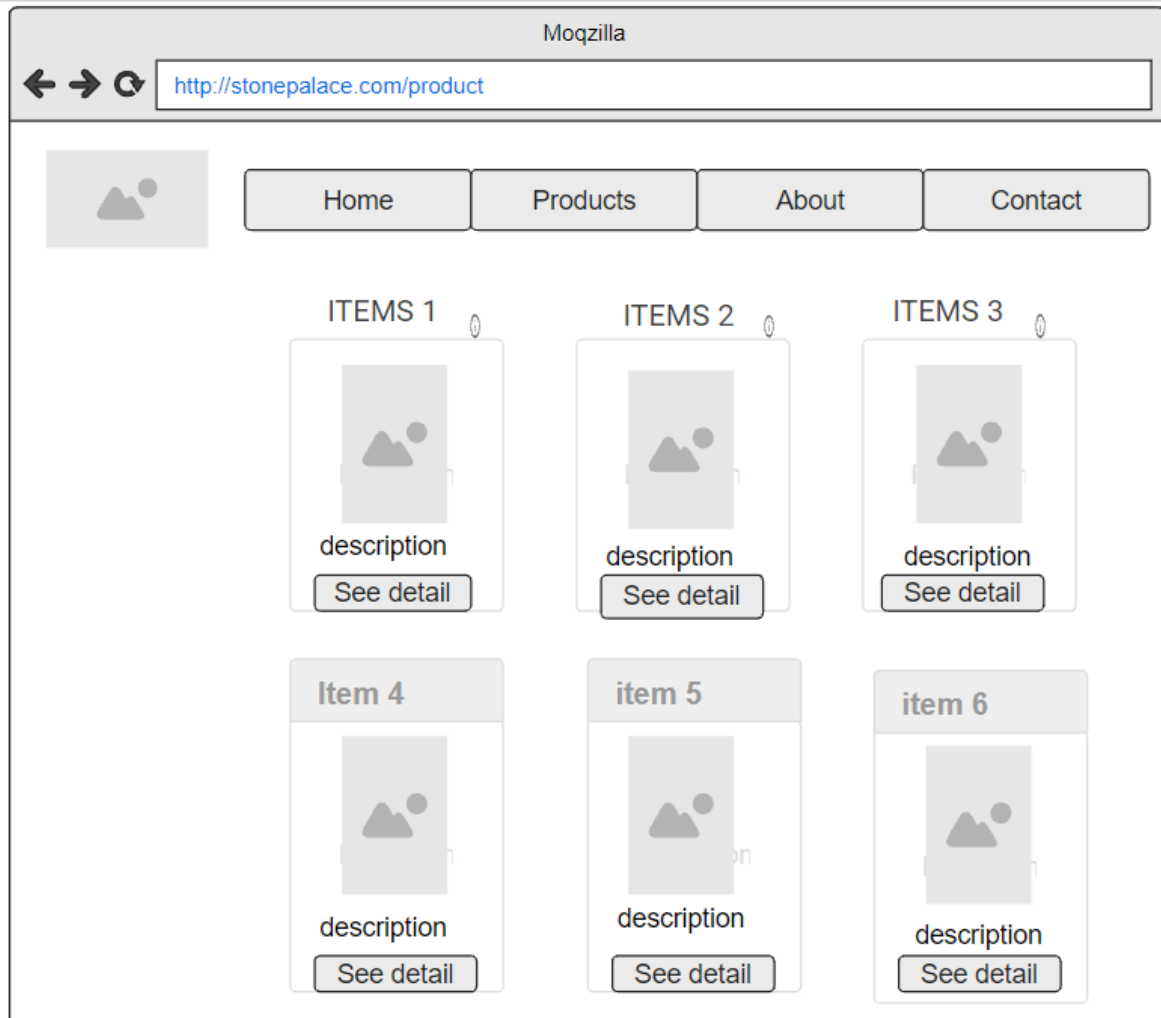 Moqzilla
http://stonepalace.com/product
Home Products About Contact
ITEMS 1 ITEMS 2 ITEMS 3
description description description
See detail See detail See detail
Item 4 item 5 item 6
description description description
See detail See detail See detail